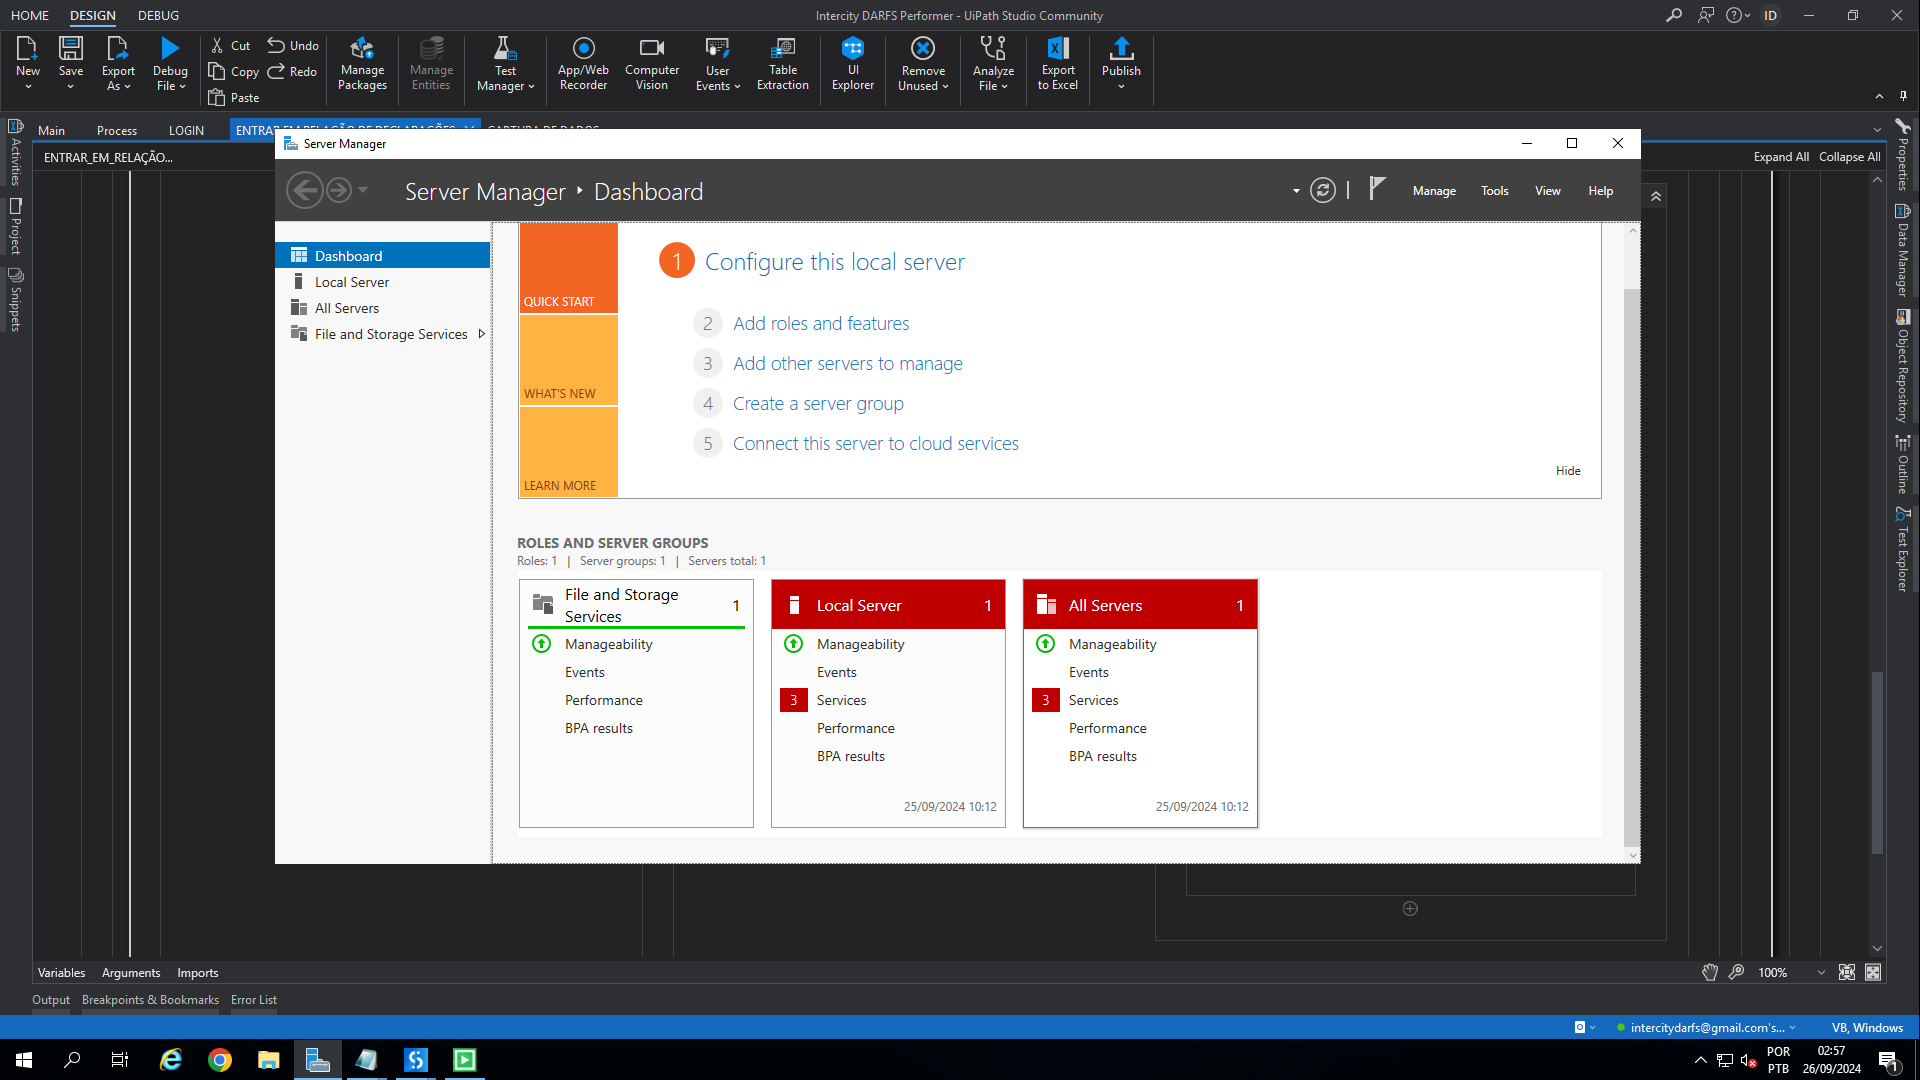 HOME DESIGN DEBUG
Intercity DARFS Performer - UiPath Studio Community
ID
New
Save
Export As
Debug File
Cut
Copy
Paste
Undo
Redo
Manage Packages
Manage Entities
Test Manager
App/Web Recorder
Computer Vision
User Events
Table Extraction
UI Explorer
Remove Unused
Analyze File
Export to Excel
Publish
Main Process LOGIN ENTRAR EM RELAÇÃO DE DECLARAÇÕES CAPTURA DE DADOS
ENTRAR_EM_RELAÇÃO...
Expand All Collapse All
Activities
Project
Snippets
Properties
Data Manager
Object Repository
Outline
Test Explorer
Server Manager
Server Manager Dashboard
Manage Tools View Help
Dashboard
Local Server
All Servers
File and Storage Services
QUICK START
WHAT'S NEW
LEARN MORE
1 Configure this local server
2 Add roles and features
3 Add other servers to manage
4 Create a server group
5 Connect this server to cloud services
Hide
ROLES AND SERVER GROUPS
Roles: 1 | Server groups: 1 | Servers total: 1
File and Storage Services 1
Manageability
Events
Performance
BPA results
Local Server 1
Manageability
Events
3 Services
Performance
BPA results
25/09/2024 10:12
All Servers 1
Manageability
Events
3 Services
Performance
BPA results
25/09/2024 10:12
Variables Arguments Imports
100%
Output Breakpoints & Bookmarks Error List
intercitydarfs@gmail.com's...
VB, Windows
POR
PTB
02:57
26/09/2024
1